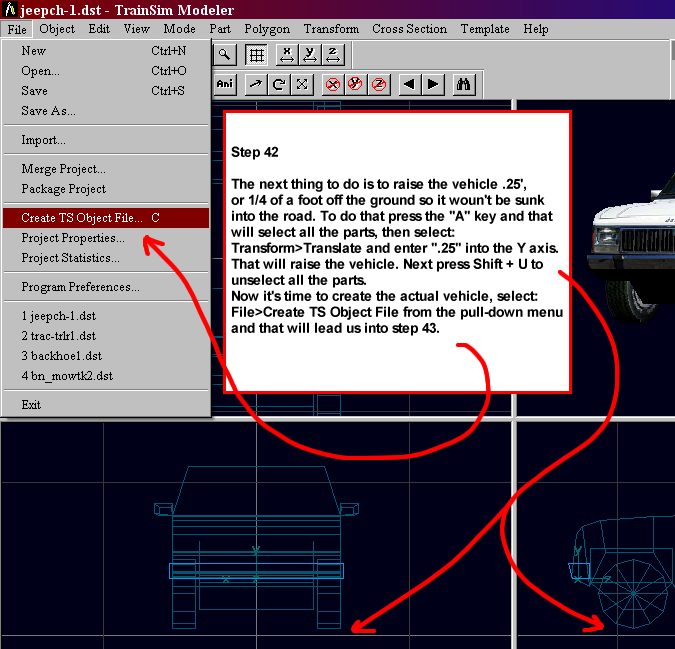 jeepch-1.dst - TrainSim Modeler
File Object Edit View Mode Part Polygon Transform Cross Section Template Help
New Ctrl+N
Open... Ctrl+O
Save Ctrl+S
Save As...
Import...
Merge Project...
Package Project
Create TS Object File... C
Project Properties...
Project Statistics...
Program Preferences...
1 jeepch-1.dst
2 trac-trlr1.dst
3 backhoe1.dst
4 bn_mowtk2.dst
Exit
x y z
Ani x y z
Step 42
The next thing to do is to raise the vehicle .25',
or 1/4 of a foot off the ground so it woun't be sunk
into the road. To do that press the "A" key and that
will select all the parts, then select:
Transform>Translate and enter ".25" into the Y axis.
That will raise the vehicle. Next press Shift + U to
unselect all the parts.
Now it's time to create the actual vehicle, select:
File>Create TS Object File from the pull-down menu
and that will lead us into step 43.
y
x z
y
z